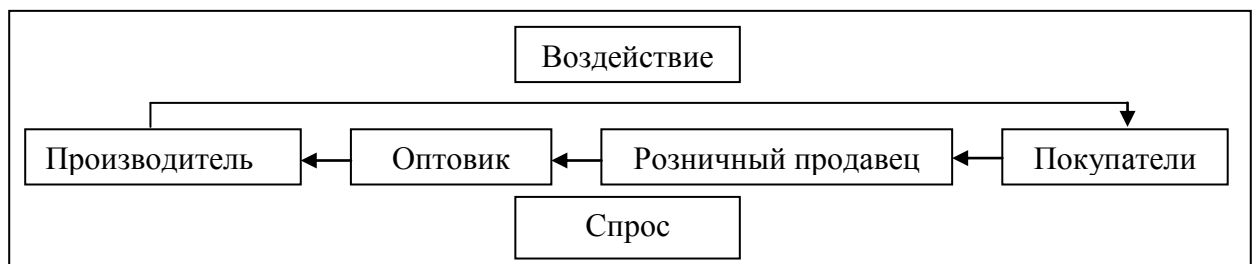 Воздействие
Производитель Оптовик Розничный продавец Покупатели
Спрос